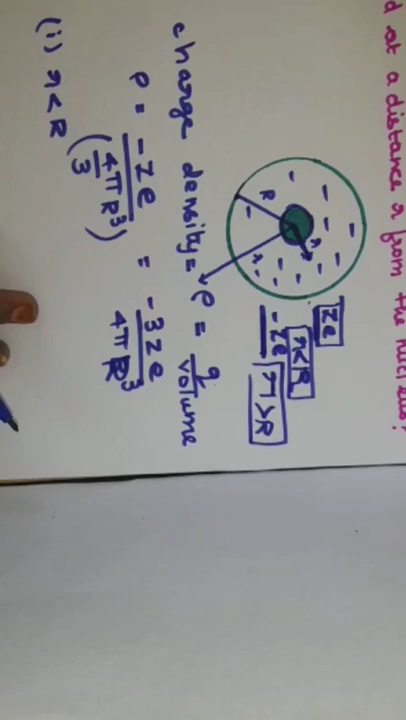 d at a distance r from the nucleus?
R
r
r
Ze
r<R
-Ze
r>R
charge density = ρ = q/volume
ρ = -Ze/(4/3 πR³) = -3Ze/4πR³
(i) r<R